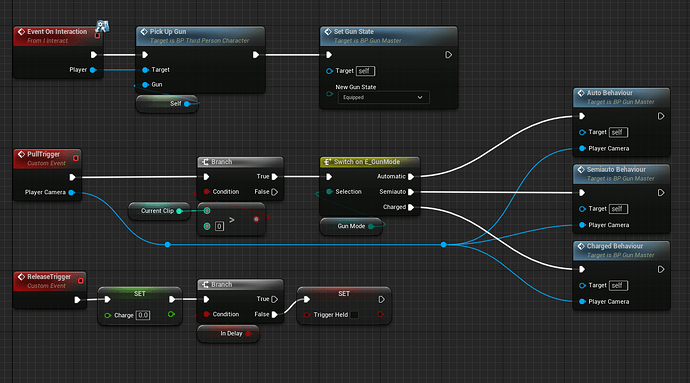 Event On Interaction
From I Interact
Player
Pick Up Gun
Target is BP Third Person Character
Target
Gun
Self
Set Gun State
Target is BP Gun Master
Target self
New Gun State
Equipped
PullTrigger
Custom Event
Player Camera
Branch
Condition
True
False
Current Clip
>
0
Switch on E_GunMode
Selection
Automatic
Semiauto
Charged
Gun Mode
Auto Behaviour
Target is BP Gun Master
Target self
Player Camera
Semiauto Behaviour
Target is BP Gun Master
Target self
Player Camera
Charged Behaviour
Target is BP Gun Master
Target self
Player Camera
ReleaseTrigger
Custom Event
SET
Charge 0.0
Branch
Condition
True
False
In Delay
SET
Trigger Held